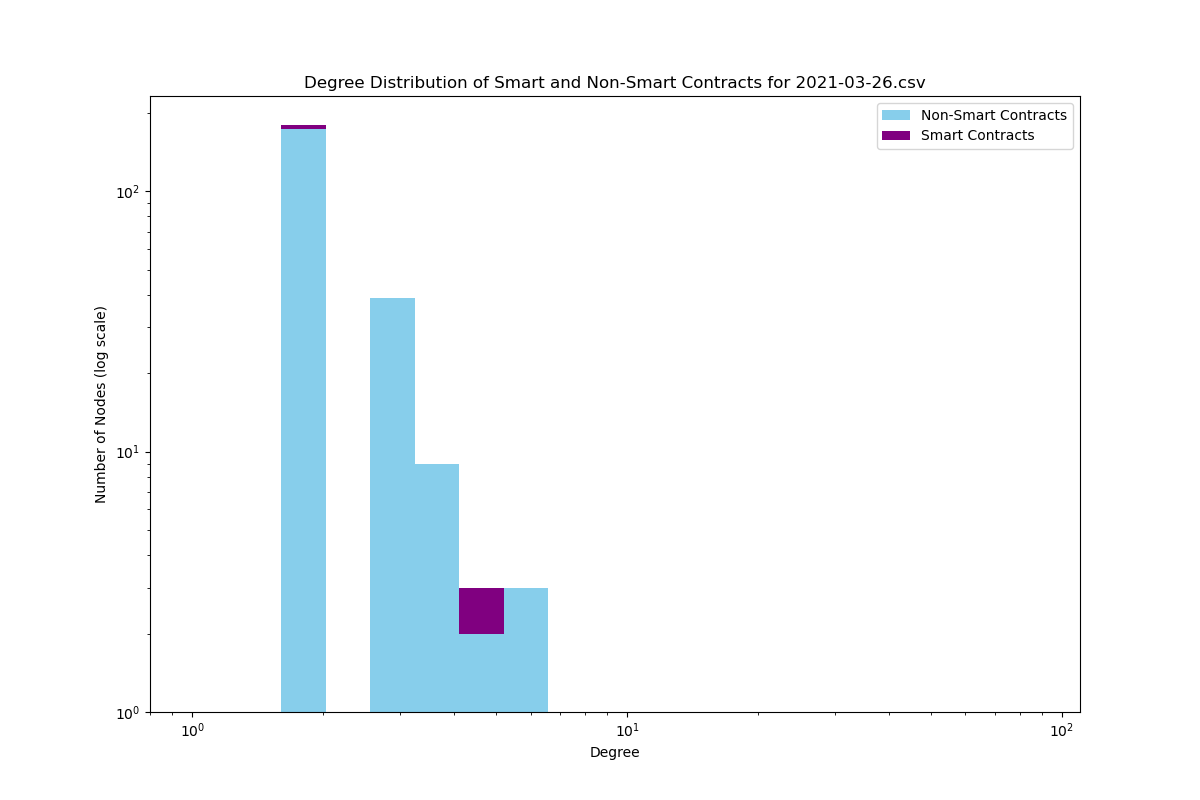 Degree Distribution of Smart and Non-Smart Contracts for 2021-03-26.csv
Non-Smart Contracts
Smart Contracts
Number of Nodes (log scale)
10²
10¹
10⁰
10⁰ 10¹ 10²
Degree